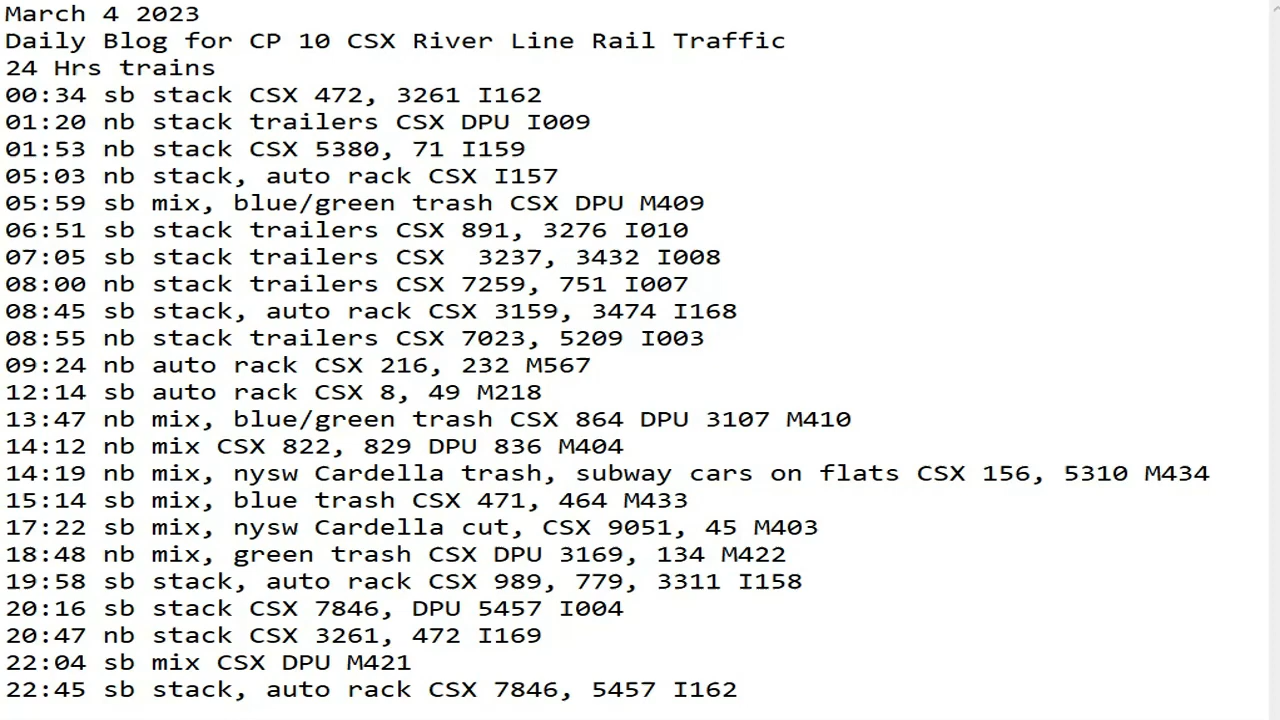 March 4 2023
Daily Blog for CP 10 CSX River Line Rail Traffic
24 Hrs trains
00:34 sb stack CSX 472, 3261 I162
01:20 nb stack trailers CSX DPU I009
01:53 nb stack CSX 5380, 71 I159
05:03 nb stack, auto rack CSX I157
05:59 sb mix, blue/green trash CSX DPU M409
06:51 sb stack trailers CSX 891, 3276 I010
07:05 sb stack trailers CSX  3237, 3432 I008
08:00 nb stack trailers CSX 7259, 751 I007
08:45 sb stack, auto rack CSX 3159, 3474 I168
08:55 nb stack trailers CSX 7023, 5209 I003
09:24 nb auto rack CSX 216, 232 M567
12:14 sb auto rack CSX 8, 49 M218
13:47 nb mix, blue/green trash CSX 864 DPU 3107 M410
14:12 nb mix CSX 822, 829 DPU 836 M404
14:19 nb mix, nysw Cardella trash, subway cars on flats CSX 156, 5310 M434
15:14 sb mix, blue trash CSX 471, 464 M433
17:22 sb mix, nysw Cardella cut, CSX 9051, 45 M403
18:48 nb mix, green trash CSX DPU 3169, 134 M422
19:58 sb stack, auto rack CSX 989, 779, 3311 I158
20:16 sb stack CSX 7846, DPU 5457 I004
20:47 nb stack CSX 3261, 472 I169
22:04 sb mix CSX DPU M421
22:45 sb stack, auto rack CSX 7846, 5457 I162